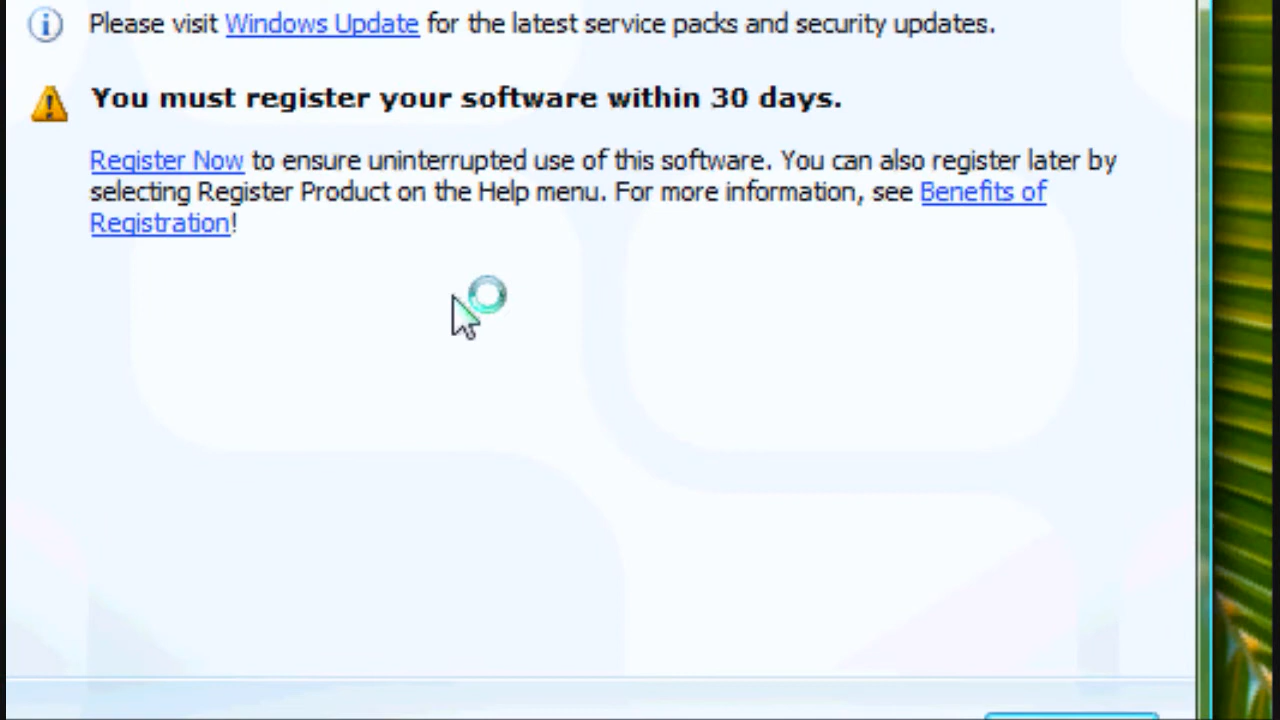 Please visit Windows Update for the latest service packs and security updates.
You must register your software within 30 days.
Register Now to ensure uninterrupted use of this software. You can also register later by
selecting Register Product on the Help menu. For more information, see Benefits of
Registration!